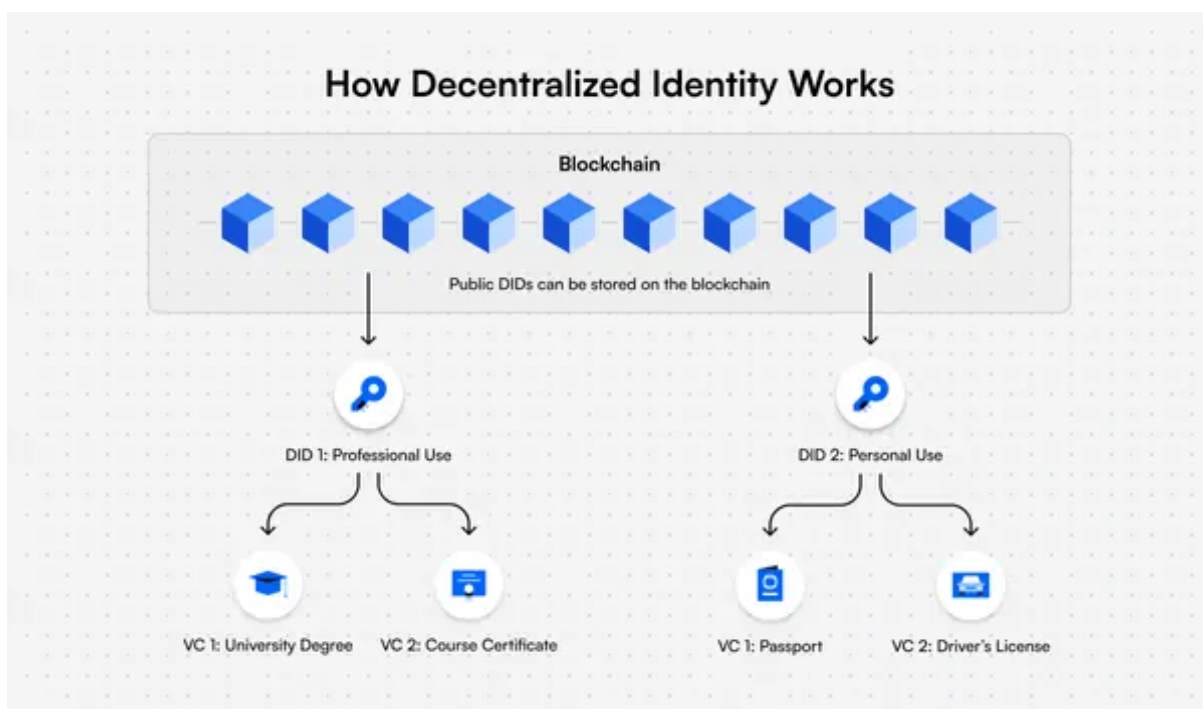 How Decentralized Identity Works
Blockchain
Public DIDs can be stored on the blockchain
DID 1: Professional Use
DID 2: Personal Use
VC 1: University Degree
VC 2: Course Certificate
VC 1: Passport
VC 2: Driver's License